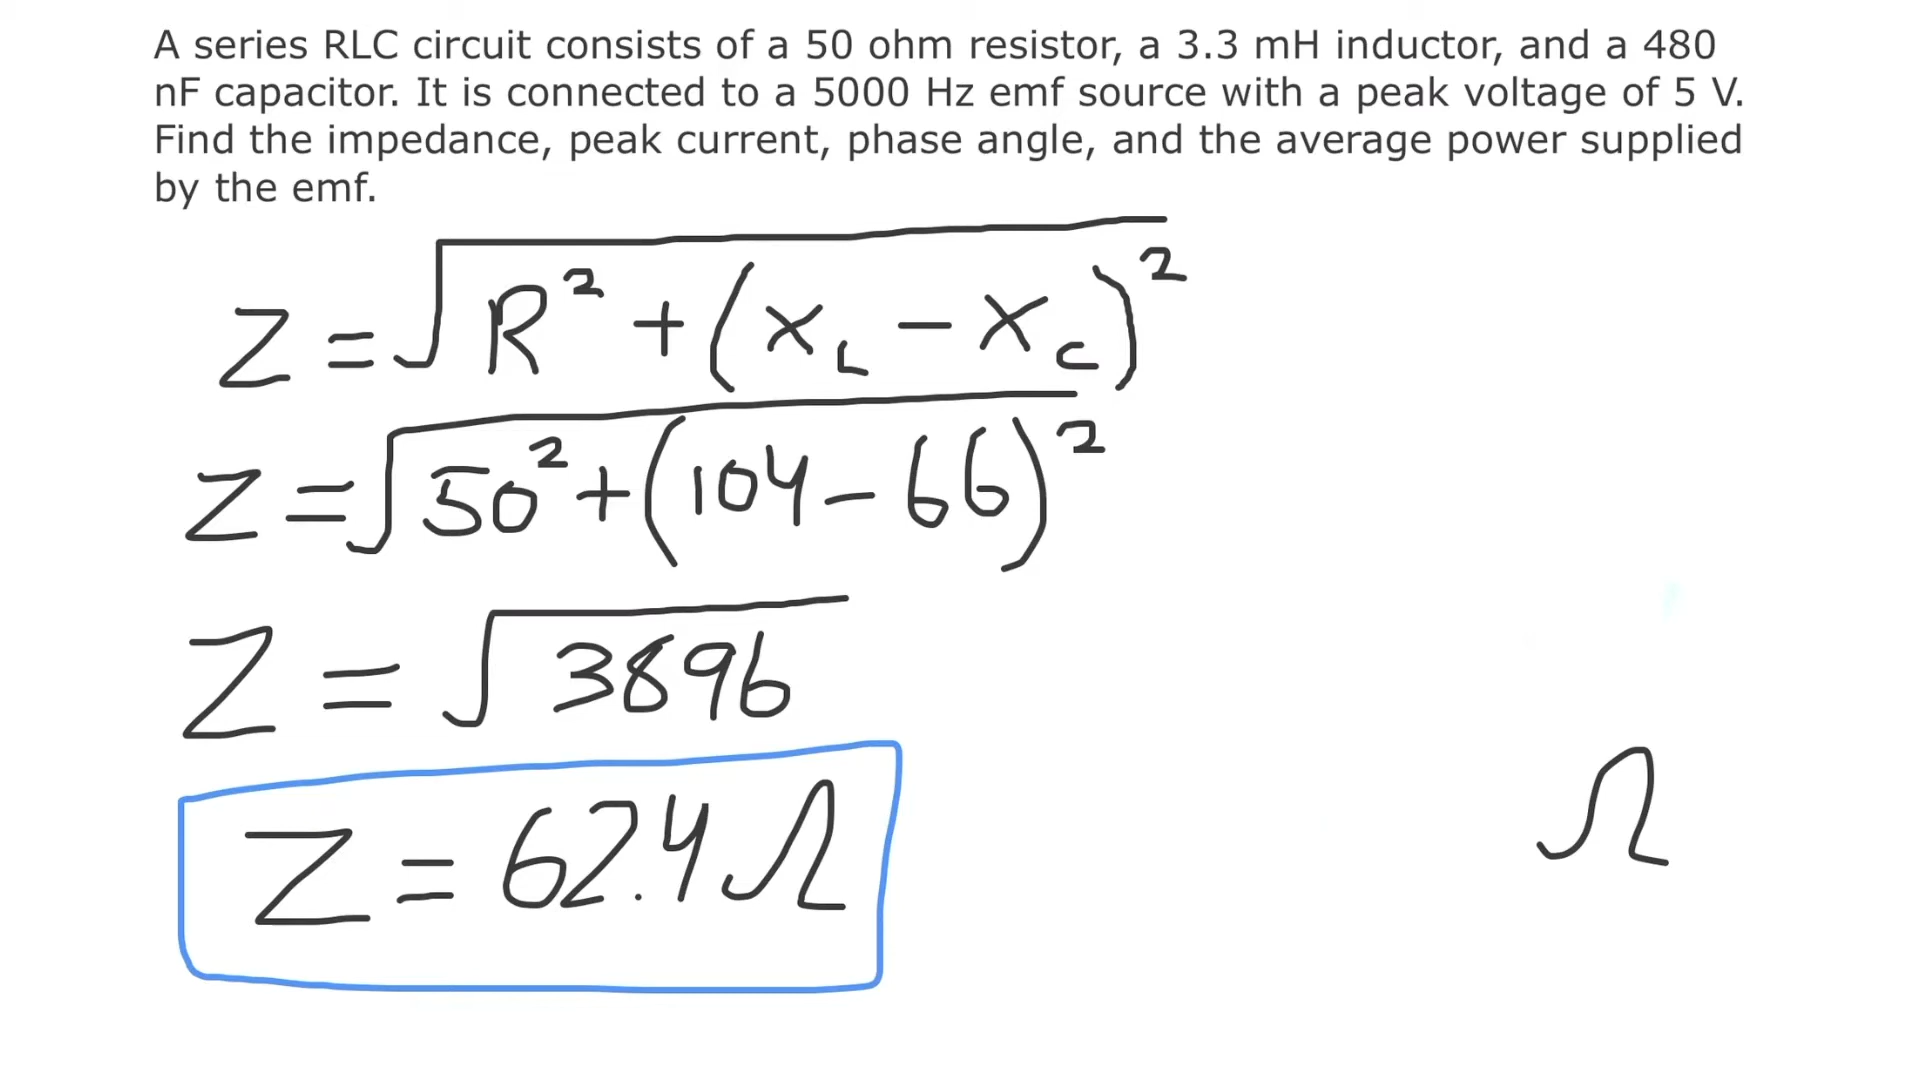 A series RLC circuit consists of a 50 ohm resistor, a 3.3 mH inductor, and a 480
nF capacitor. It is connected to a 5000 Hz emf source with a peak voltage of 5 V.
Find the impedance, peak current, phase angle, and the average power supplied
by the emf.
Z = √(R² + (X_L − X_C)²)
Z = √(50² + (104 − 66)²)
Z = √3896
Z = 62.4 Ω
Ω